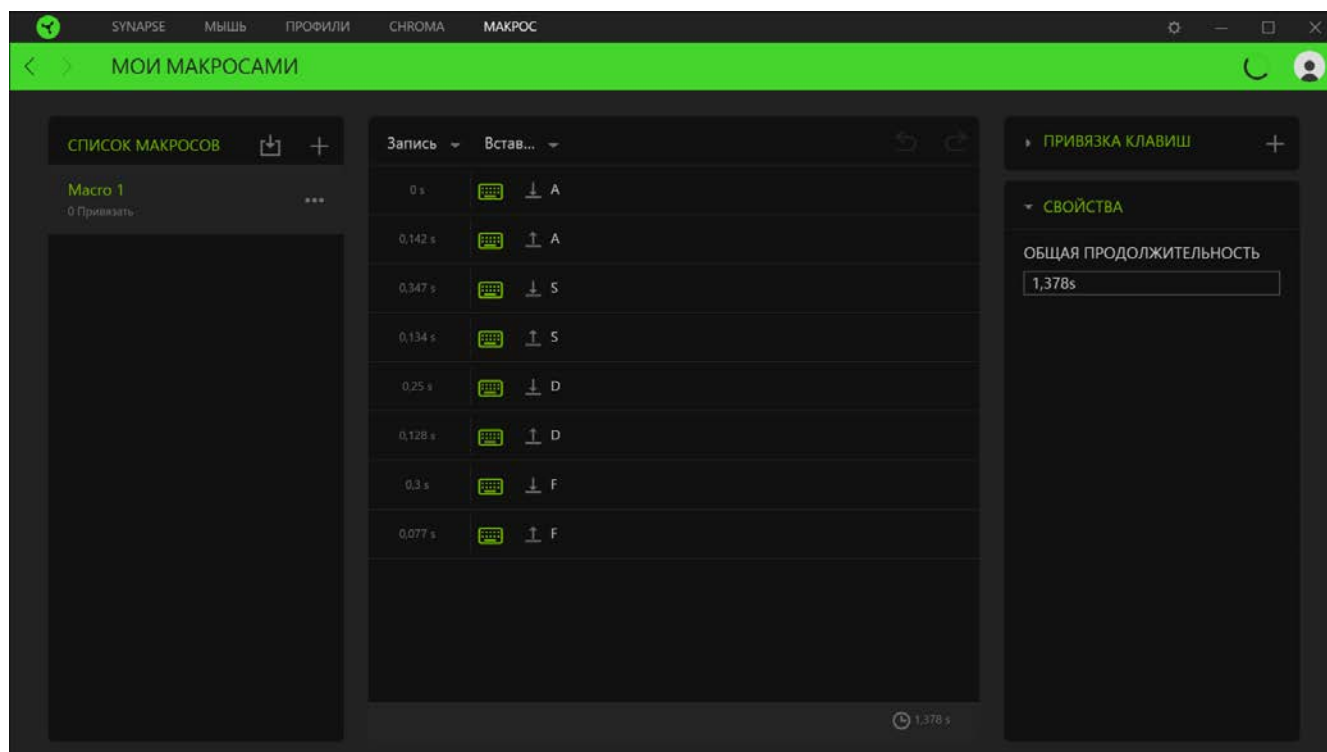 SYNAPSE МЫШЬ ПРОФИЛИ CHROMA МАКРОС
МОИ МАКРОСАМИ
СПИСОК МАКРОСОВ
Macro 1
0 Привязать
Запись Встав...
0 s A
0,142 s A
0,347 s S
0,134 s S
0,25 s D
0,128 s D
0,3 s F
0,077 s F
1,378 s
ПРИВЯЗКА КЛАВИШ
СВОЙСТВА
ОБЩАЯ ПРОДОЛЖИТЕЛЬНОСТЬ
1,378s